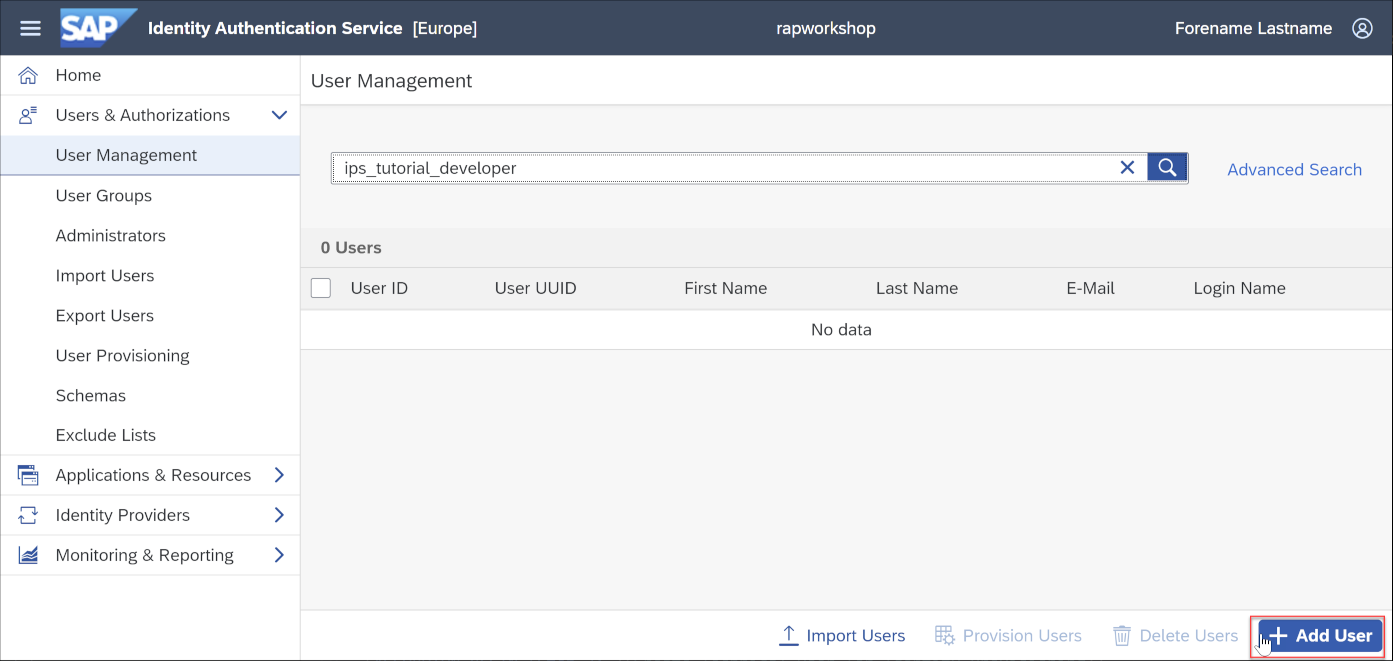 SAP Identity Authentication Service [Europe] rapworkshop Forename Lastname
Home
Users & Authorizations
User Management
User Groups
Administrators
Import Users
Export Users
User Provisioning
Schemas
Exclude Lists
Applications & Resources
Identity Providers
Monitoring & Reporting
User Management
ips_tutorial_developer
Advanced Search
0 Users
User ID User UUID First Name Last Name E-Mail Login Name
No data
Import Users Provision Users Delete Users Add User